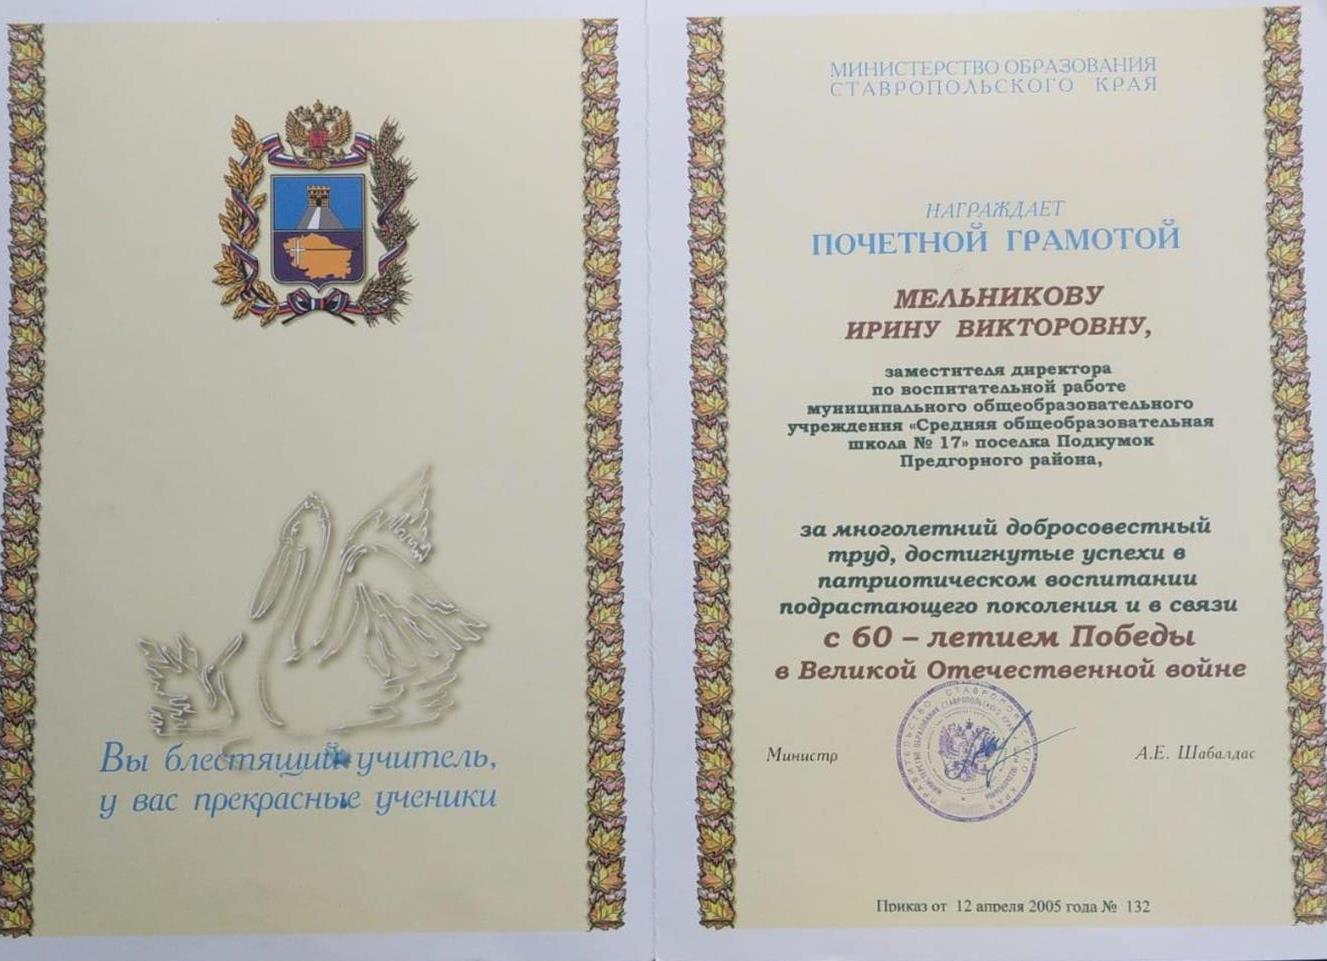 Вы блестящий учитель,
у вас прекрасные ученики
МИНИСТЕРСТВО ОБРАЗОВАНИЯ
СТАВРОПОЛЬСКОГО КРАЯ
НАГРАЖДАЕТ
ПОЧЕТНОЙ ГРАМОТОЙ
МЕЛЬНИКОВУ
ИРИНУ ВИКТОРОВНУ,
заместителя директора
по воспитательной работе
муниципального общеобразовательного
учреждения «Средняя общеобразовательная
школа № 17» поселка Подкумок
Предгорного района,
за многолетний добросовестный
труд, достигнутые успехи в
патриотическом воспитании
подрастающего поколения и в связи
с 60 – летием Победы
в Великой Отечественной войне
Министр
А.Е. Шабалдас
Приказ от 12 апреля 2005 года № 132